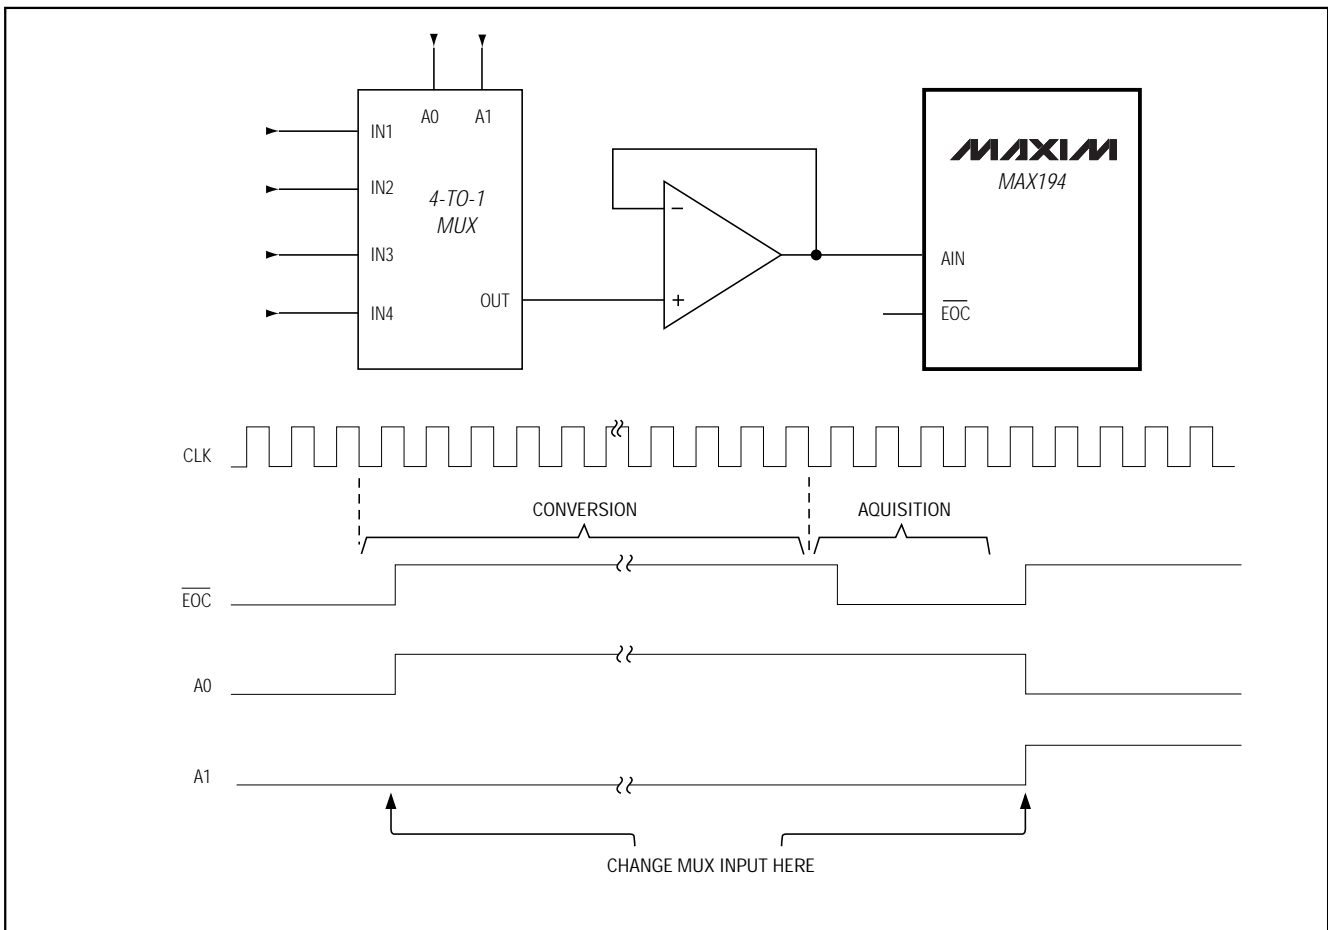 A0 A1
IN1
IN2
IN3
IN4
4-TO-1
MUX
OUT
−
+
MAXIM
MAX194
AIN
EOC
CLK
CONVERSION
AQUISITION
EOC
A0
A1
CHANGE MUX INPUT HERE